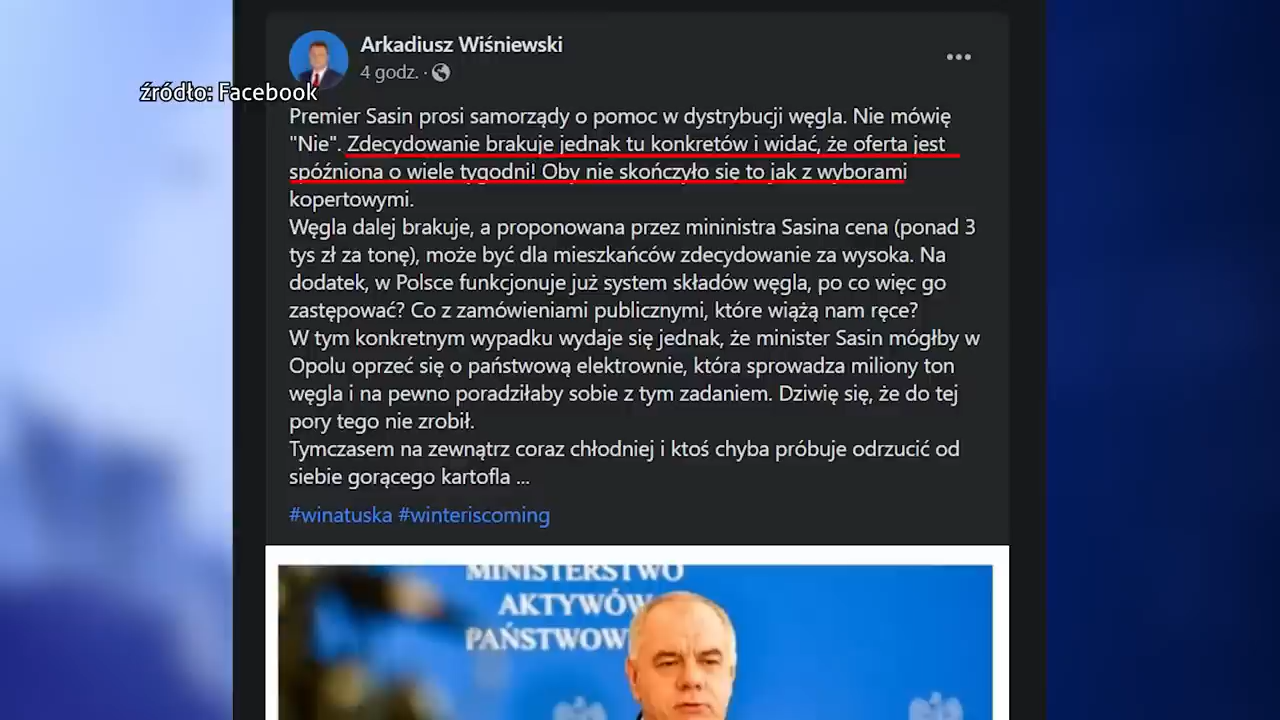 Arkadiusz Wiśniewski
4 godz. ·
źródło: Facebook
Premier Sasin prosi samorządy o pomoc w dystrybucji węgla. Nie mówię
"Nie". Zdecydowanie brakuje jednak tu konkretów i widać, że oferta jest
spóźniona o wiele tygodni! Oby nie skończyło się to jak z wyborami
kopertowymi.
Węgla dalej brakuje, a proponowana przez mininistra Sasina cena (ponad 3
tys zł za tonę), może być dla mieszkańców zdecydowanie za wysoka. Na
dodatek, w Polsce funkcjonuje już system składów węgla, po co więc go
zastępować? Co z zamówieniami publicznymi, które wiążą nam ręce?
W tym konkretnym wypadku wydaje się jednak, że minister Sasin mógłby w
Opolu oprzeć się o państwową elektrownie, która sprowadza miliony ton
węgla i na pewno poradziłaby sobie z tym zadaniem. Dziwię się, że do tej
pory tego nie zrobił.
Tymczasem na zewnątrz coraz chłodniej i ktoś chyba próbuje odrzucić od
siebie gorącego kartofla ...
#winatuska #winteriscoming
MINISTERSTWO
AKTYWÓW
PAŃSTWOW